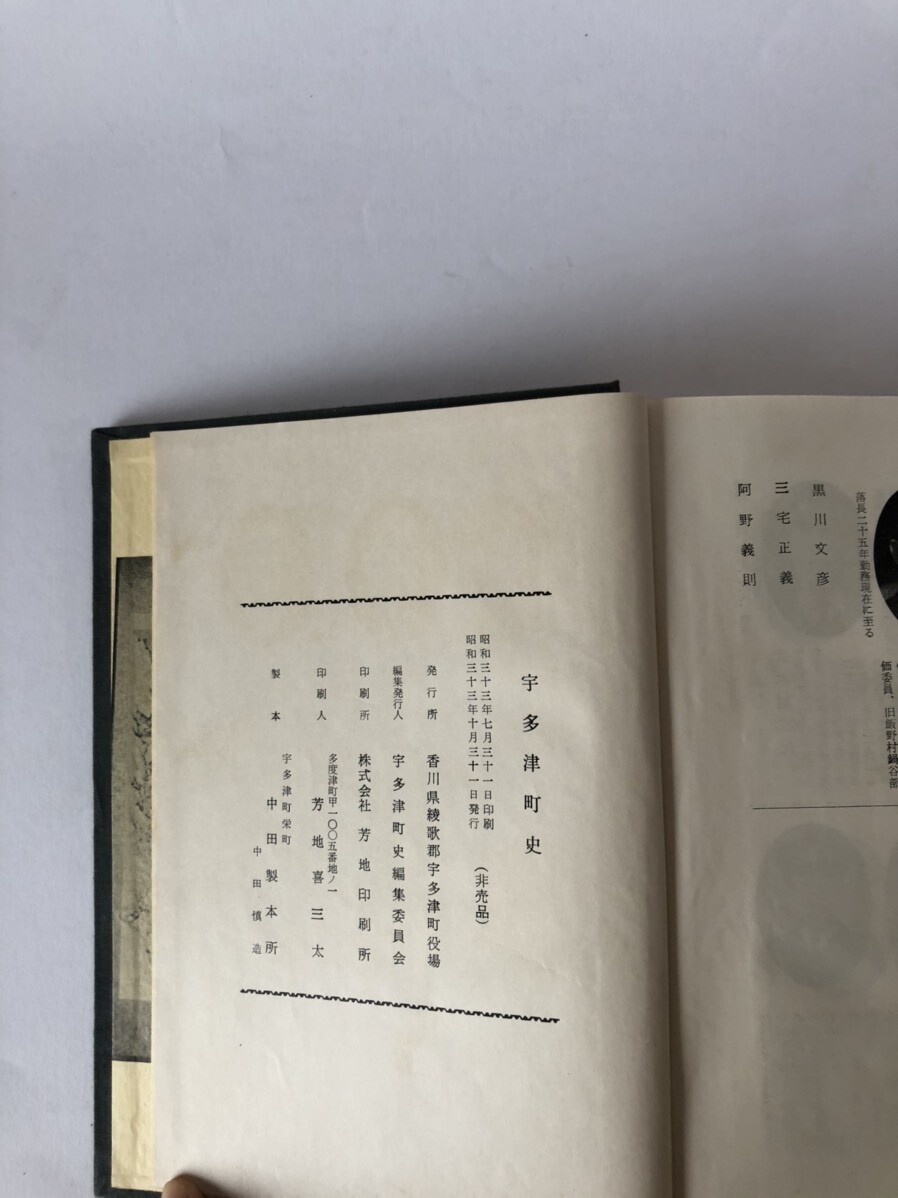 落長二十五年勤務現在に至る
価委員、旧飯野村鍋谷部
黒川文彦
三宅正義
阿野義則
宇多津町史
昭和三十三年七月三十一日印刷
昭和三十三年十月三十一日発行
（非売品）
発行所 香川県綾歌郡宇多津町役場
編集発行人 宇多津町史編集委員会
印刷所 株式会社 芳地印刷所
多度津町甲一〇〇五番地ノ一
印刷人 芳地喜三太
宇多津町栄町
製本 中田製本所
中田慎造